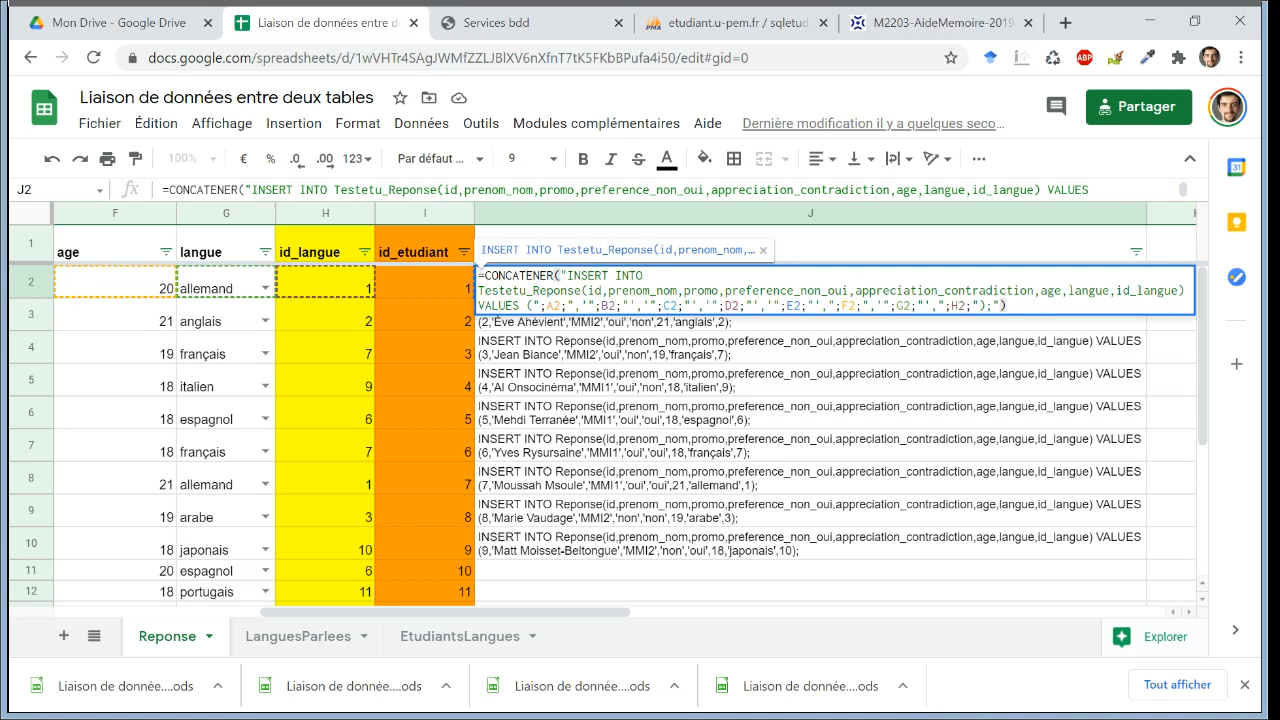 Mon Drive - Google Drive
Liaison de données entre de
Services bdd
etudiant.u-pem.fr / sqletud
M2203-AideMemoire-2019
docs.google.com/spreadsheets/d/1wVHTr4SAgJWMfZZLJBlXV6nXfnT7tK5FKbBPufa4i50/edit#gid=0
Liaison de données entre deux tables
Fichier Édition Affichage Insertion Format Données Outils Modules complémentaires Aide Dernière modification il y a quelques seco...
Partager
100% € % .0 .00 123 Par défaut ... 9 B I S A
J2 fx =CONCATENER("INSERT INTO Testetu_Reponse(id,prenom_nom,promo,preference_non_oui,appreciation_contradiction,age,langue,id_langue) VALUES
F G H I J
1 age langue id_langue id_etudiant INSERT INTO Testetu_Reponse(id,prenom_nom,...
2 20 allemand 1 1 =CONCATENER("INSERT INTO
Testetu_Reponse(id,prenom_nom,promo,preference_non_oui,appreciation_contradiction,age,langue,id_langue)
VALUES (";A2;",'";B2;"','";C2;"','";D2;"','";E2;"',";F2;",'";G2;"',";H2;");")
3 21 anglais 2 2 (2,'Ève Ahévient','MMI2','oui','non',21,'anglais',2);
4 19 français 7 3 INSERT INTO Reponse(id,prenom_nom,promo,preference_non_oui,appreciation_contradiction,age,langue,id_langue) VALUES
(3,'Jean Blance','MMI2','oui','non',19,'français',7);
5 18 italien 9 4 INSERT INTO Reponse(id,prenom_nom,promo,preference_non_oui,appreciation_contradiction,age,langue,id_langue) VALUES
(4,'Al Onsocinéma','MMI1','oui','non',18,'italien',9);
6 18 espagnol 6 5 INSERT INTO Reponse(id,prenom_nom,promo,preference_non_oui,appreciation_contradiction,age,langue,id_langue) VALUES
(5,'Mehdi Terranée','MMI1','oui','oui',18,'espagnol',6);
7 18 français 7 6 INSERT INTO Reponse(id,prenom_nom,promo,preference_non_oui,appreciation_contradiction,age,langue,id_langue) VALUES
(6,'Yves Rysursaine','MMI1','oui','oui',18,'français',7);
8 21 allemand 1 7 INSERT INTO Reponse(id,prenom_nom,promo,preference_non_oui,appreciation_contradiction,age,langue,id_langue) VALUES
(7,'Moussah Msoule','MMI1','oui','oui',21,'allemand',1);
9 19 arabe 3 8 INSERT INTO Reponse(id,prenom_nom,promo,preference_non_oui,appreciation_contradiction,age,langue,id_langue) VALUES
(8,'Marie Vaudage','MMI2','non','non',19,'arabe',3);
10 18 japonais 10 9 INSERT INTO Reponse(id,prenom_nom,promo,preference_non_oui,appreciation_contradiction,age,langue,id_langue) VALUES
(9,'Matt Moisset-Beltongue','MMI2','non','oui',18,'japonais',10);
11 20 espagnol 6 10
12 18 portugais 11 11
Reponse LanguesParlees EtudiantsLangues Explorer
Liaison de donnée....ods Liaison de donnée....ods Liaison de donnée....ods Liaison de donnée....ods Tout afficher